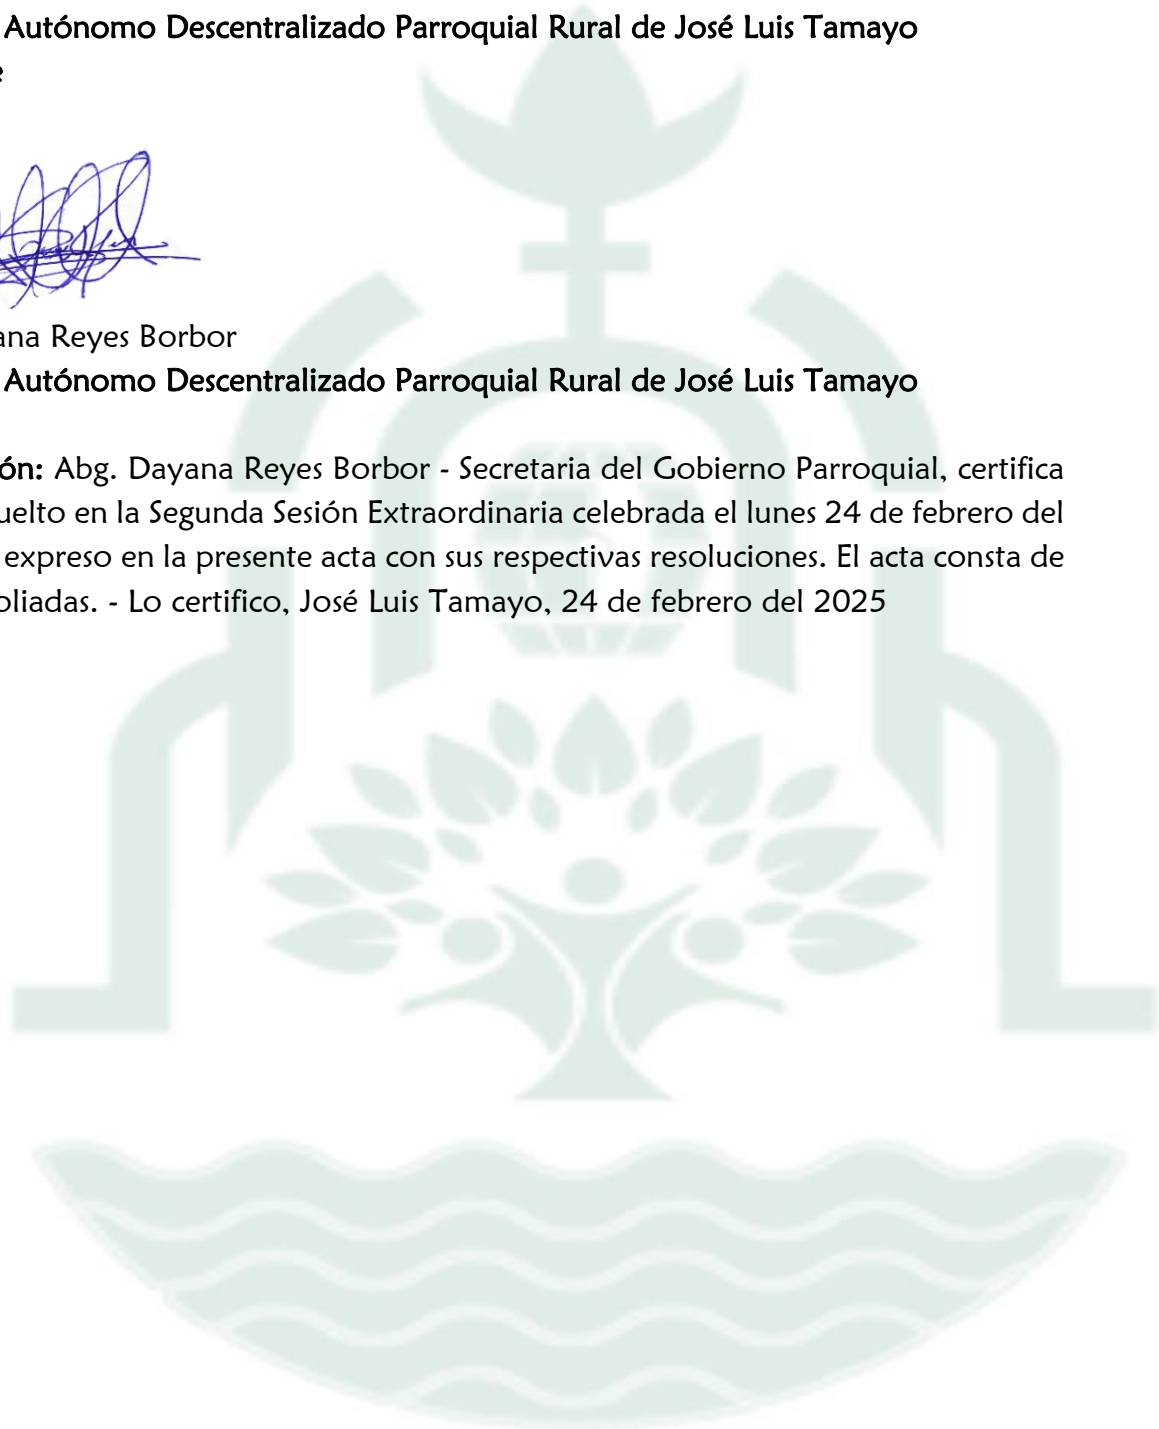 Autónomo Descentralizado Parroquial Rural de José Luis Tamayo
e
ana Reyes Borbor
Autónomo Descentralizado Parroquial Rural de José Luis Tamayo
ón: Abg. Dayana Reyes Borbor - Secretaria del Gobierno Parroquial, certifica
uelto en la Segunda Sesión Extraordinaria celebrada el lunes 24 de febrero del
expreso en la presente acta con sus respectivas resoluciones. El acta consta de
oliadas. - Lo certifico, José Luis Tamayo, 24 de febrero del 2025